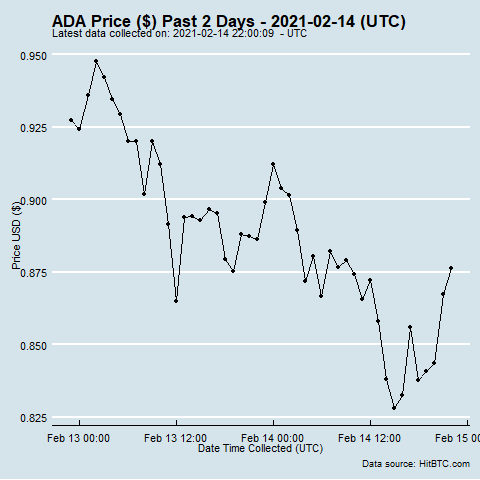 ADA Price ($) Past 2 Days - 2021-02-14 (UTC)
Latest data collected on: 2021-02-14 22:00:09 - UTC
0.950
0.925
0.900
0.875
0.850
0.825
Price USD ($)
Feb 13 00:00 Feb 13 12:00 Feb 14 00:00 Feb 14 12:00 Feb 15 00
Date Time Collected (UTC)
Data source: HitBTC.com